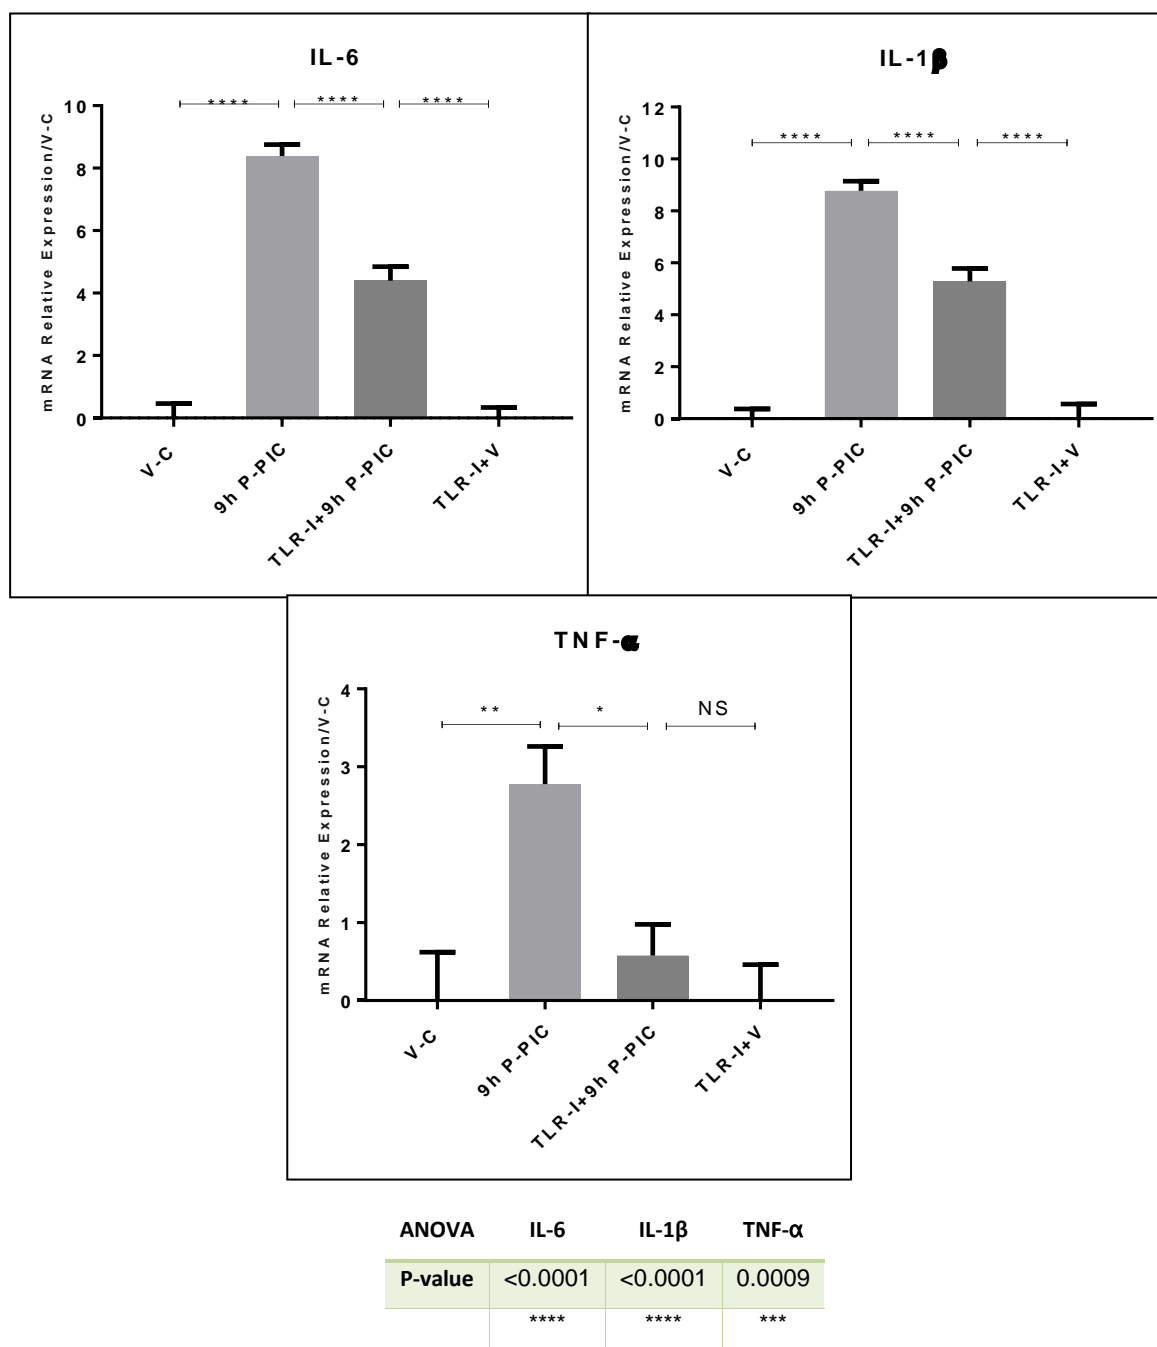 IL-6
**** **** ****
mRNA Relative Expression/V-C
10
8
6
4
2
0
V-C
9h P-PIC
TLR-I+9h P-PIC
TLR-I+V
IL-1β
**** **** ****
mRNA Relative Expression/V-C
12
10
8
6
4
2
0
V-C
9h P-PIC
TLR-I+9h P-PIC
TLR-I+V
TNF-α
** * NS
mRNA Relative Expression/V-C
4
3
2
1
0
V-C
9h P-PIC
TLR-I+9h P-PIC
TLR-I+V
ANOVA IL-6 IL-1β TNF-α
P-value <0.0001 <0.0001 0.0009
**** **** ***